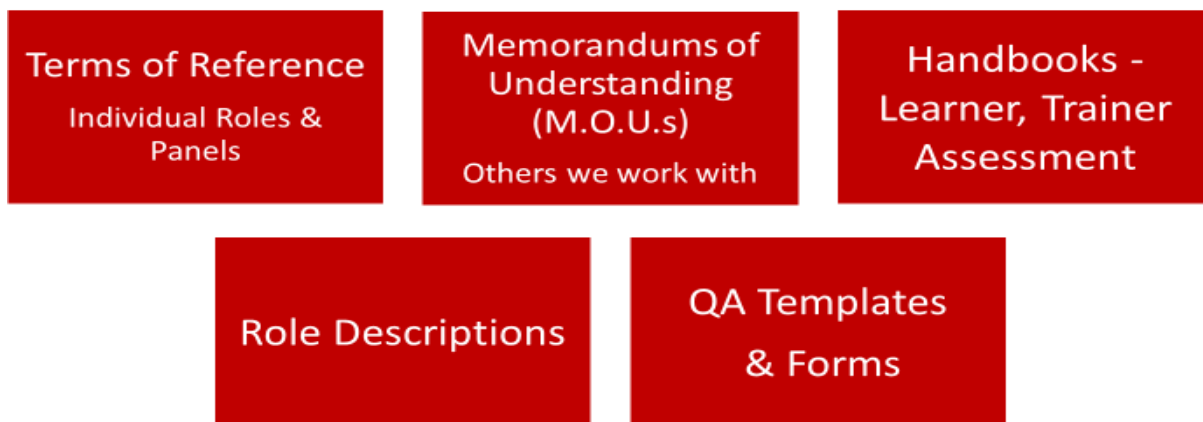 Terms of Reference
Individual Roles &
Panels
Memorandums of
Understanding
(M.O.U.s)
Others we work with
Handbooks -
Learner, Trainer
Assessment
Role Descriptions
QA Templates
& Forms